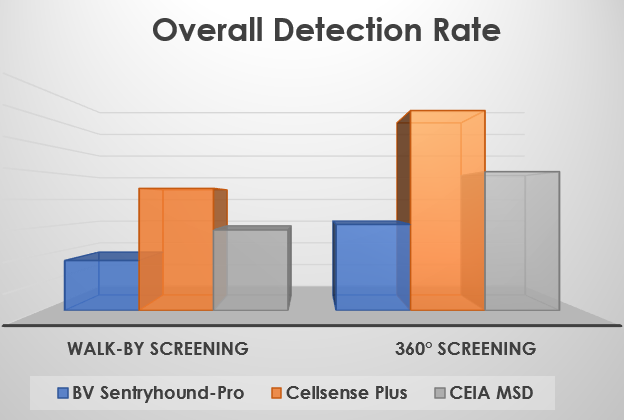 Overall Detection Rate
WALK-BY SCREENING 360° SCREENING
BV Sentryhound-Pro Cellsense Plus CEIA MSD